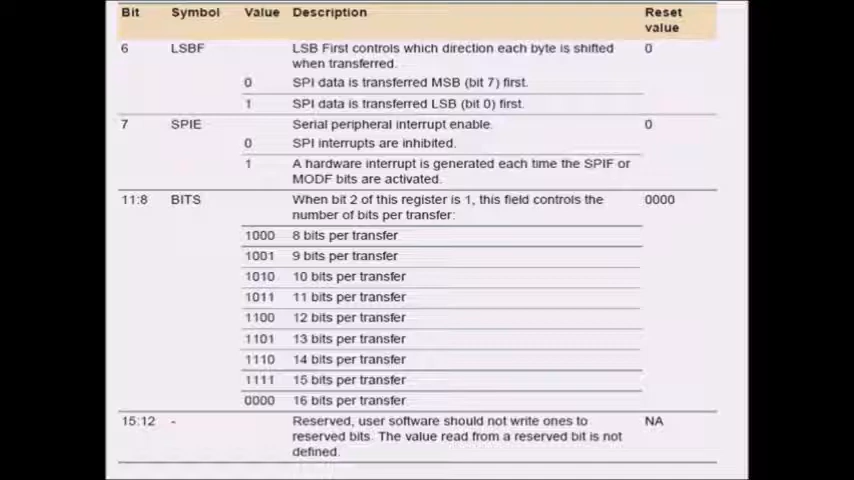 Bit Symbol Value Description Reset value
6 LSBF LSB First controls which direction each byte is shifted 0
when transferred.
0 SPI data is transferred MSB (bit 7) first.
1 SPI data is transferred LSB (bit 0) first.
7 SPIE Serial peripheral interrupt enable. 0
0 SPI interrupts are inhibited.
1 A hardware interrupt is generated each time the SPIF or
MODF bits are activated.
11:8 BITS When bit 2 of this register is 1, this field controls the 0000
number of bits per transfer:
1000 8 bits per transfer
1001 9 bits per transfer
1010 10 bits per transfer
1011 11 bits per transfer
1100 12 bits per transfer
1101 13 bits per transfer
1110 14 bits per transfer
1111 15 bits per transfer
0000 16 bits per transfer
15:12 - Reserved, user software should not write ones to NA
reserved bits. The value read from a reserved bit is not
defined.